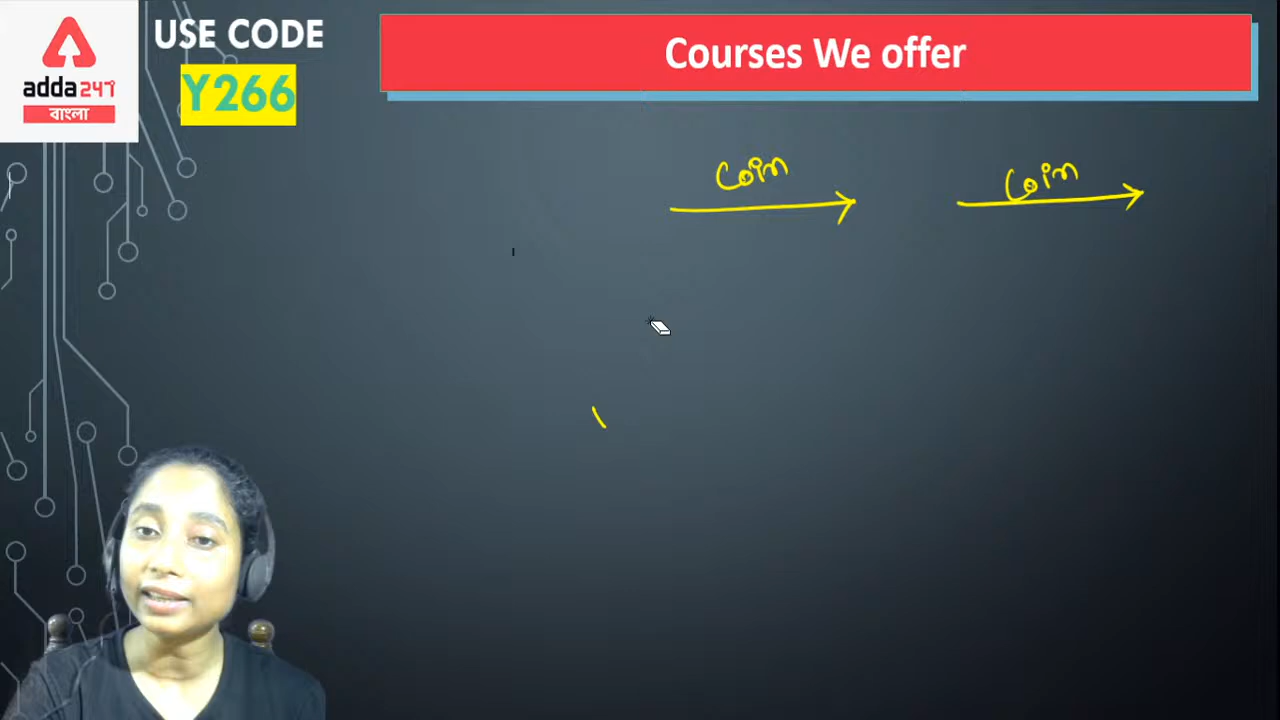 adda247
বাংলা
USE CODE
Y266
Courses We offer
Coin
Coin